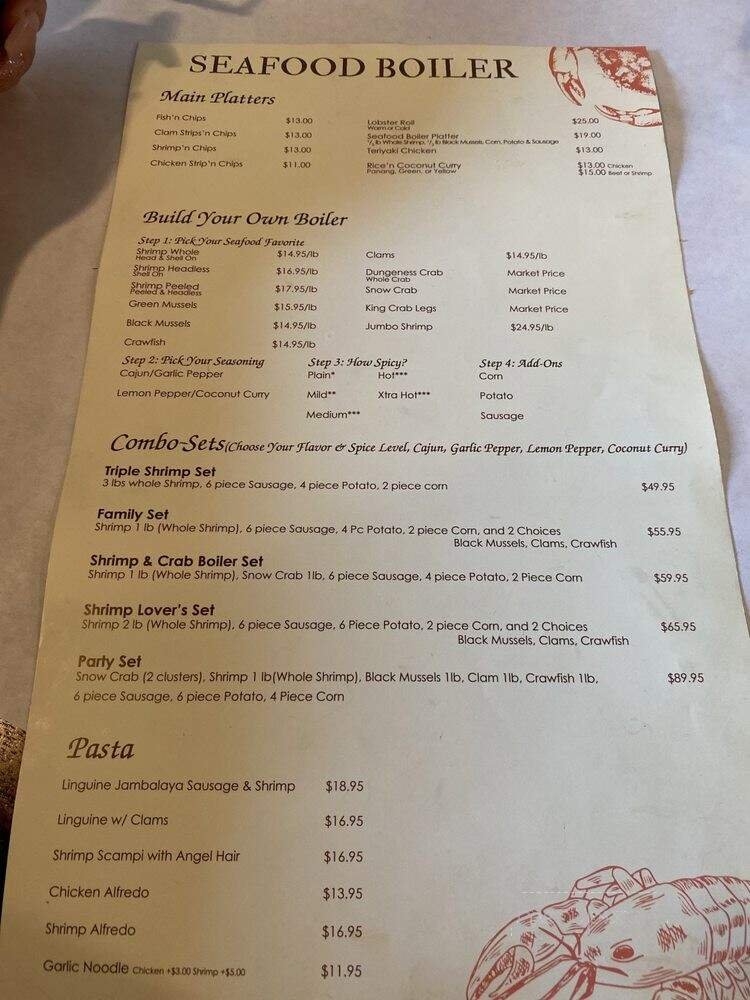 SEAFOOD BOILER
Main Platters
Fish'n Chips $13.00
Clam Strips'n Chips $13.00
Shrimp'n Chips $13.00
Chicken Strip'n Chips $11.00
Lobster Roll $25.00
Warm or Cold
Seafood Boiler Platter $19.00
½ lb Whole Shrimp, ½ lb Black Mussels, Corn, Potato & Sausage
Teriyaki Chicken $13.00
Rice'n Coconut Curry $13.00 Chicken
Panang, Green, or Yellow $15.00 Beef or Shrimp
Build Your Own Boiler
Step 1: Pick Your Seafood Favorite
Shrimp Whole $14.95/lb
Head & Shell On
Shrimp Headless $16.95/lb
Shell On
Shrimp Peeled $17.95/lb
Peeled & Headless
Green Mussels $15.95/lb
Black Mussels $14.95/lb
Crawfish $14.95/lb
Clams $14.95/lb
Dungeness Crab Market Price
Whole Crab
Snow Crab Market Price
King Crab Legs Market Price
Jumbo Shrimp $24.95/lb
Step 2: Pick Your Seasoning
Cajun/Garlic Pepper
Lemon Pepper/Coconut Curry
Step 3: How Spicy?
Plain* Hot***
Mild** Xtra Hot***
Medium***
Step 4: Add-Ons
Corn
Potato
Sausage
Combo-Sets(Choose Your Flavor & Spice Level, Cajun, Garlic Pepper, Lemon Pepper, Coconut Curry)
Triple Shrimp Set
3 lbs whole Shrimp, 6 piece Sausage, 4 piece Potato, 2 piece corn $49.95
Family Set
Shrimp 1 lb (Whole Shrimp), 6 piece Sausage, 4 Pc Potato, 2 piece Corn, and 2 Choices $55.95
Black Mussels, Clams, Crawfish
Shrimp & Crab Boiler Set
Shrimp 1 lb (Whole Shrimp), Snow Crab 1lb, 6 piece Sausage, 4 piece Potato, 2 Piece Corn $59.95
Shrimp Lover's Set
Shrimp 2 lb (Whole Shrimp), 6 piece Sausage, 6 Piece Potato, 2 piece Corn, and 2 Choices $65.95
Black Mussels, Clams, Crawfish
Party Set
Snow Crab (2 clusters), Shrimp 1 lb(Whole Shrimp), Black Mussels 1lb, Clam 1lb, Crawfish 1lb, $89.95
6 piece Sausage, 6 piece Potato, 4 Piece Corn
Pasta
Linguine Jambalaya Sausage & Shrimp $18.95
Linguine w/ Clams $16.95
Shrimp Scampi with Angel Hair $16.95
Chicken Alfredo $13.95
Shrimp Alfredo $16.95
Garlic Noodle Chicken +$3.00 Shrimp +$5.00 $11.95